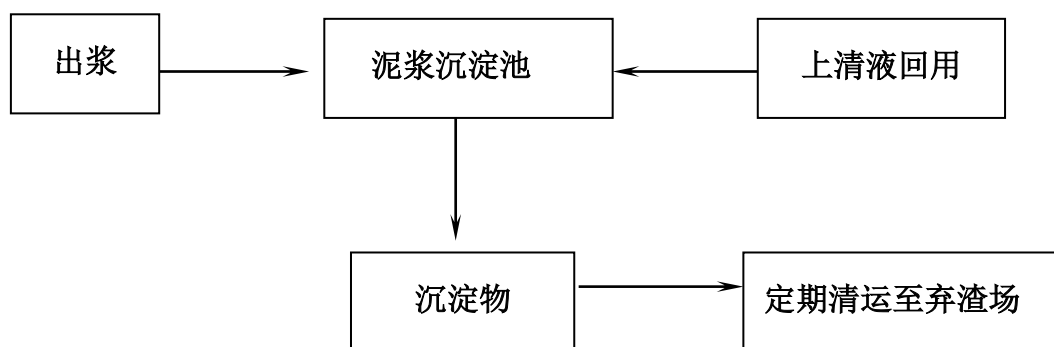 出浆
泥浆沉淀池
上清液回用
沉淀物
定期清运至弃渣场